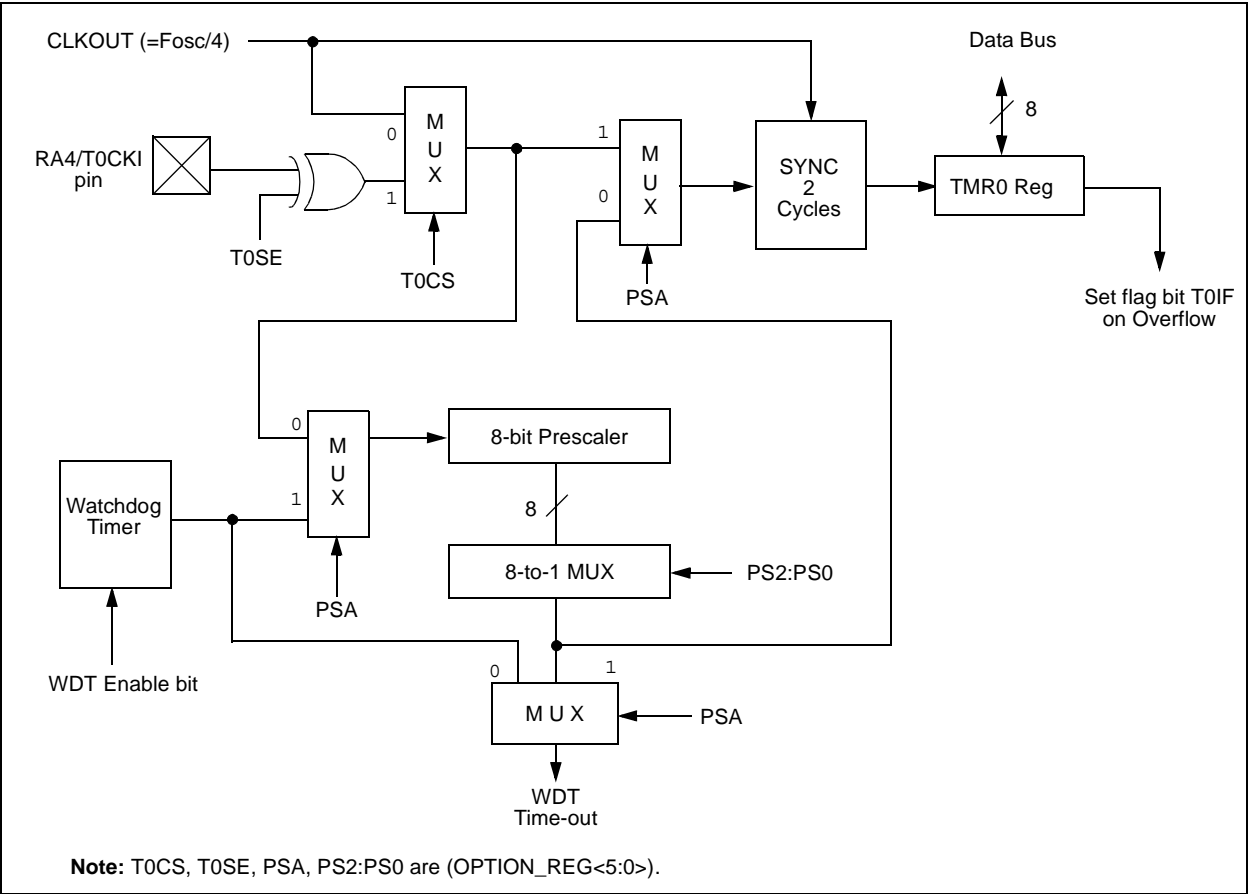 CLKOUT (=Fosc/4)
Data Bus
8
M
U
X
0
1
RA4/T0CKI
pin
T0SE
T0CS
1
0
M
U
X
PSA
SYNC
2
Cycles
TMR0 Reg
Set flag bit T0IF
on Overflow
0
1
M
U
X
PSA
8-bit Prescaler
8
8-to-1 MUX
PS2:PS0
Watchdog
Timer
WDT Enable bit
0
1
M U X
PSA
WDT
Time-out
Note: T0CS, T0SE, PSA, PS2:PS0 are (OPTION_REG<5:0>).